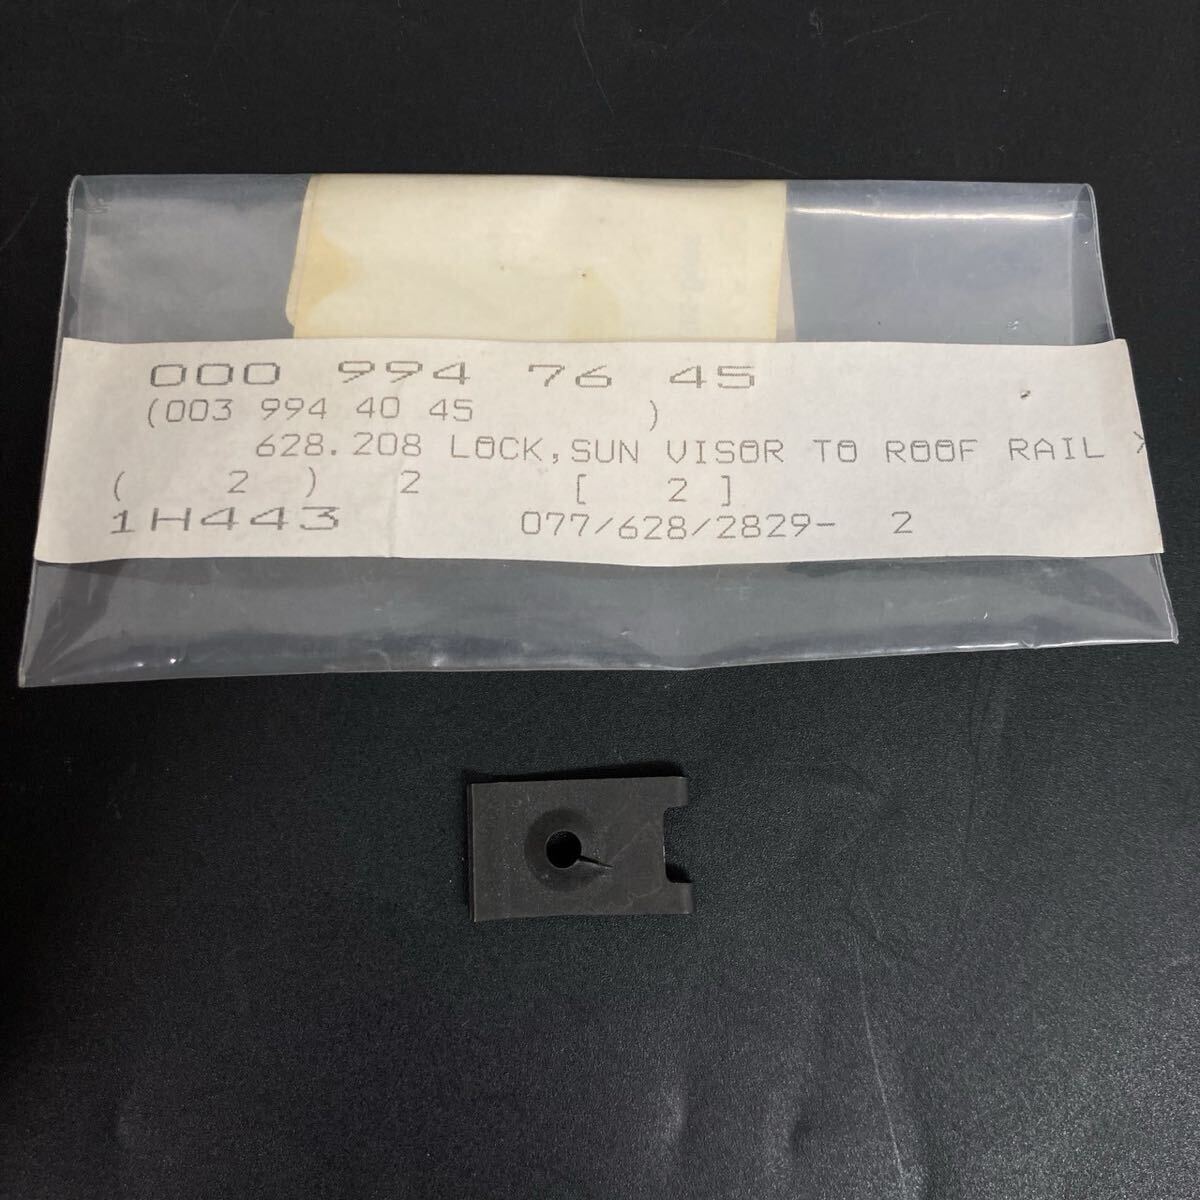 000 994 76 45
(003 994 40 45 )
628.208 LOCK,SUN VISOR TO ROOF RAIL
( 2 ) 2 [ 2 ]
1H443 077/628/2829- 2